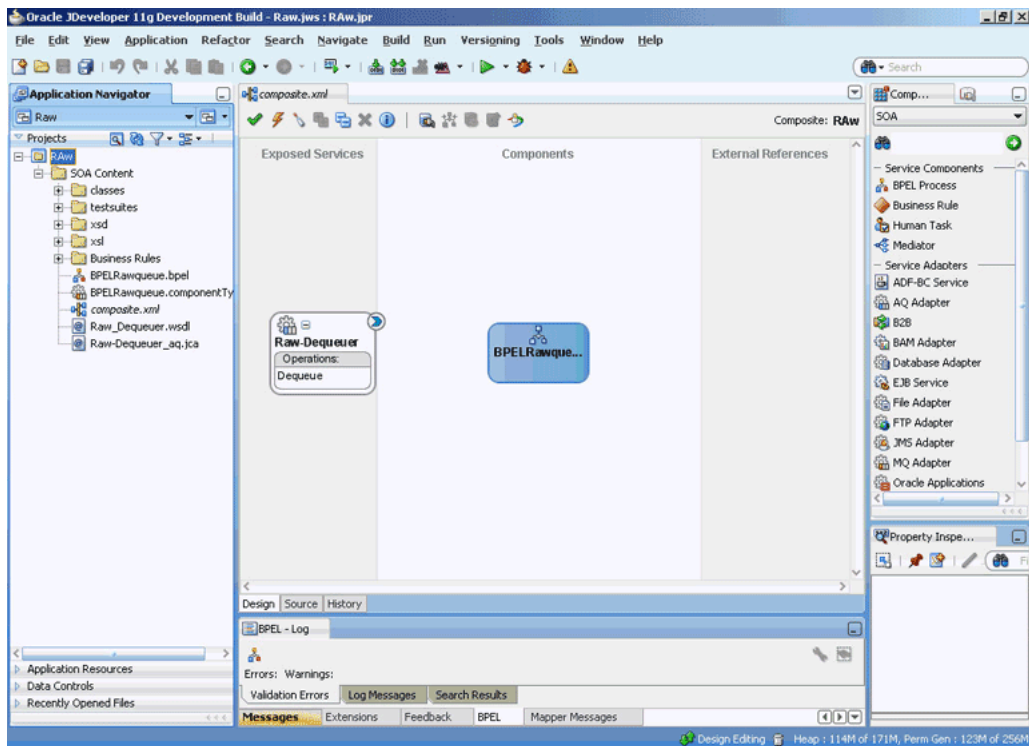 Oracle JDeveloper 11g Development Build - Raw.jws : RAw.jpr
File Edit View Application Refactor Search Navigate Build Run Versioning Tools Window Help
Search
Application Navigator
Raw
Projects
RAw
SOA Content
classes
testsuites
xsd
xsl
Business Rules
BPELRawqueue.bpel
BPELRawqueue.componentTy
composite.xml
Raw_Dequeuer.wsdl
Raw-Dequeuer_aq.jca
Application Resources
Data Controls
Recently Opened Files
composite.xml
Composite: RAw
Exposed Services Components External References
Raw-Dequeuer
Operations:
Dequeue
BPELRawque...
Design Source History
BPEL - Log
Errors: Warnings:
Validation Errors Log Messages Search Results
Messages Extensions Feedback BPEL Mapper Messages
Comp...
SOA
Service Components
BPEL Process
Business Rule
Human Task
Mediator
Service Adapters
ADF-BC Service
AQ Adapter
B2B
BAM Adapter
Database Adapter
EJB Service
File Adapter
FTP Adapter
JMS Adapter
MQ Adapter
Oracle Applications
Property Inspe...
Fi
Design Editing Heap : 114M of 171M, Perm Gen : 123M of 256M